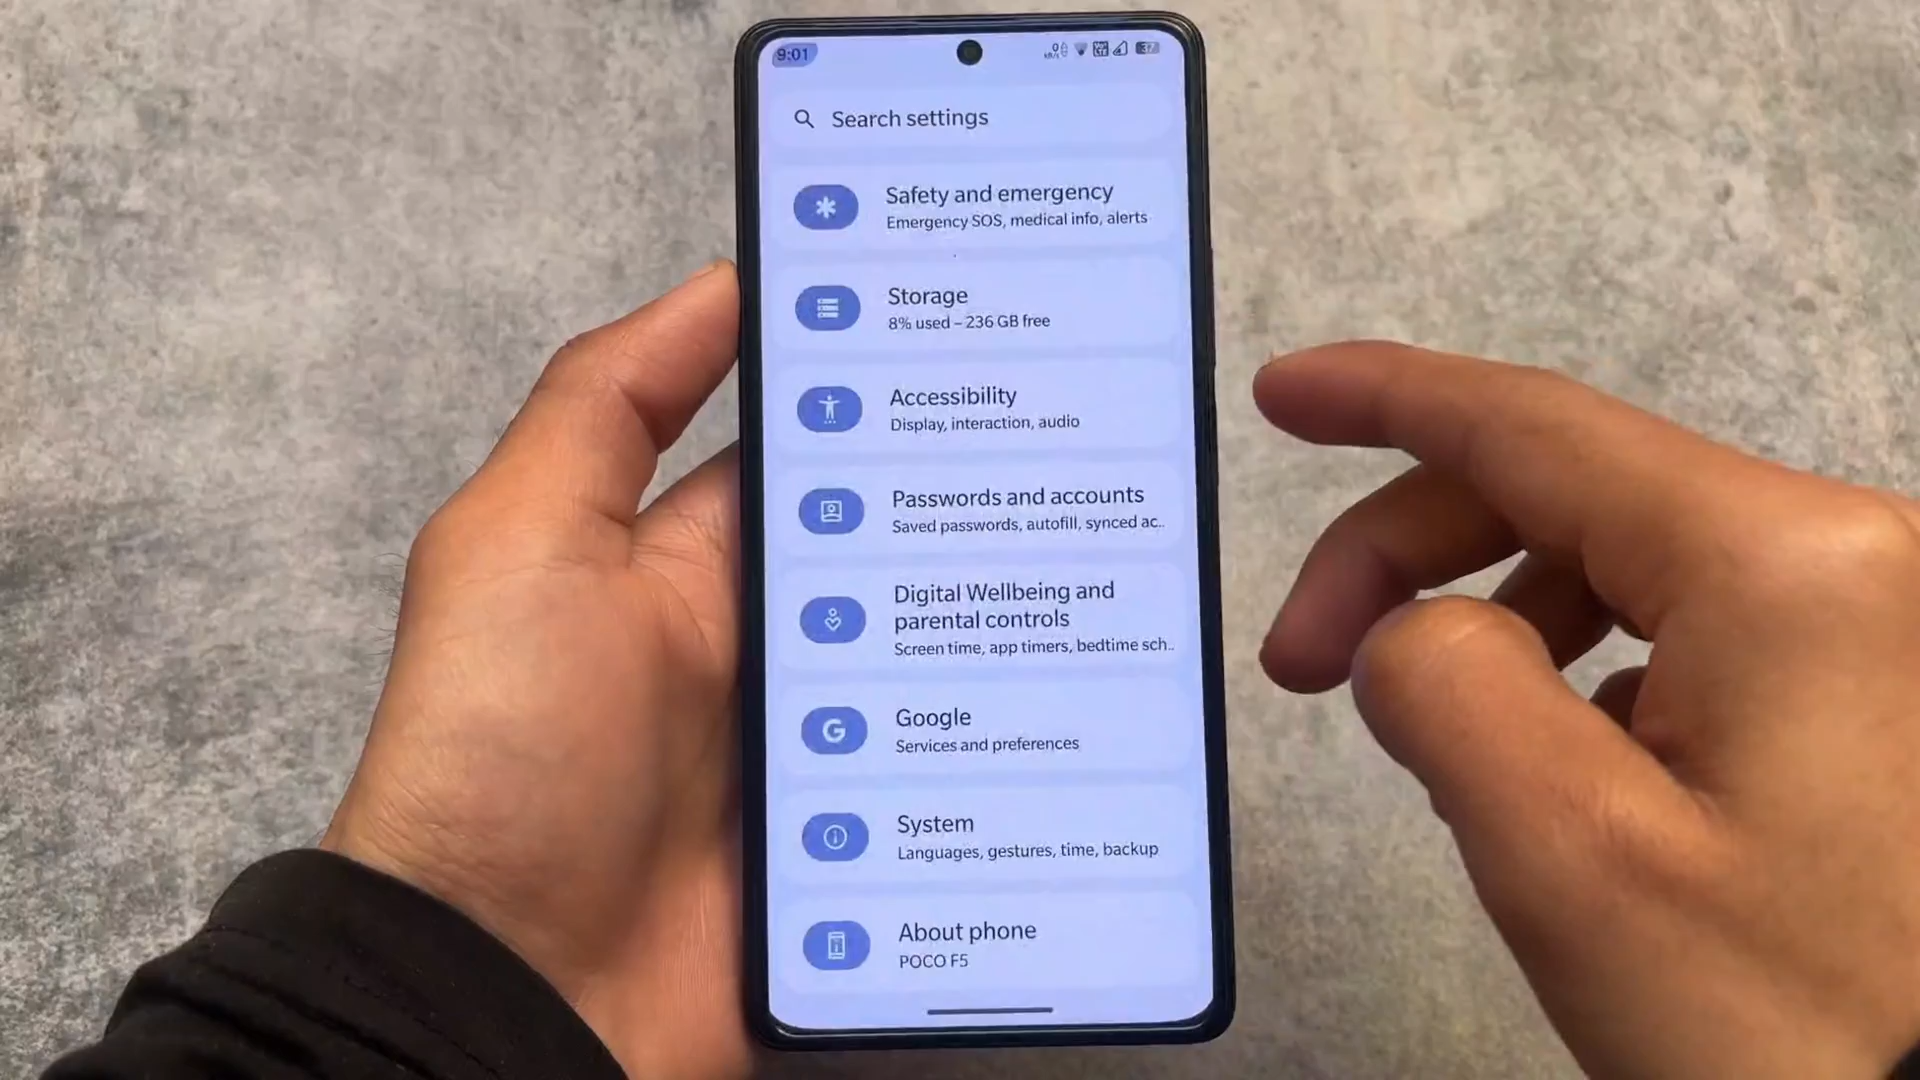 9:01
37
Search settings
Safety and emergency
Emergency SOS, medical info, alerts
Storage
8% used – 236 GB free
Accessibility
Display, interaction, audio
Passwords and accounts
Saved passwords, autofill, synced ac..
Digital Wellbeing and
parental controls
Screen time, app timers, bedtime sch..
Google
Services and preferences
System
Languages, gestures, time, backup
About phone
POCO F5